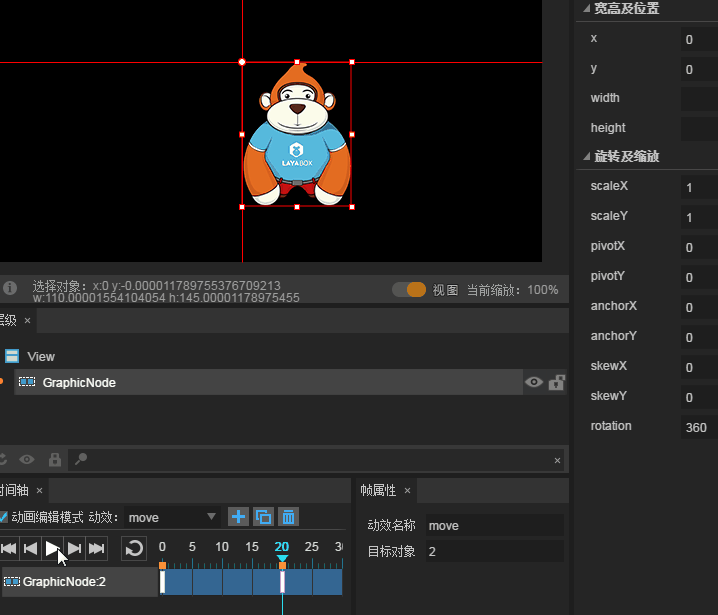 宽高及位置
x 0
y 0
width
height
旋转及缩放
scaleX 1
scaleY 1
pivotX 0
pivotY 0
anchorX 0
anchorY 0
skewX 0
skewY 0
rotation 360
LAYABOX
选择对象: x:0 y:-0.000011789755376709213
w:110.00001554104054 h:145.00001178975455
视图 当前缩放: 100%
层级 ×
View
GraphicNode
×
时间轴 ×
动画编辑模式 动效: move
0 5 10 15 20 25
GraphicNode:2
帧属性 ×
动效名称 move
目标对象 2